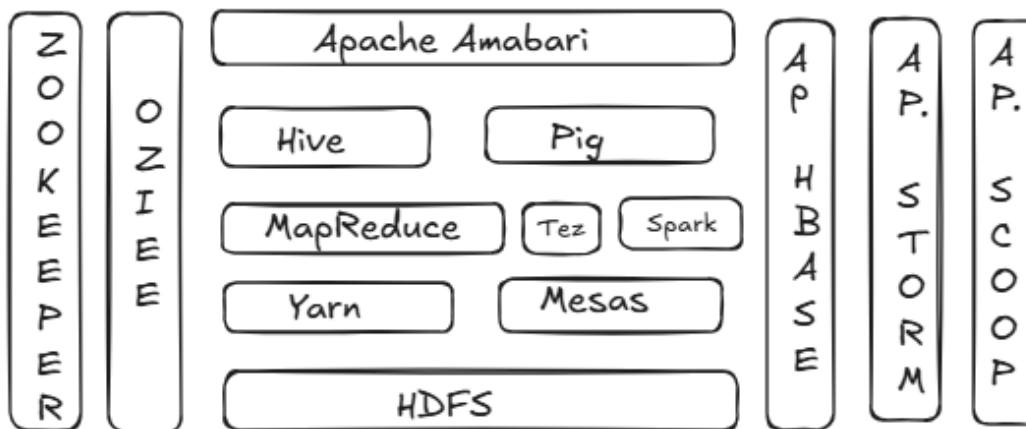 ZOOKEEPER
OZIEE
Apache Amabari
Hive
Pig
MapReduce
Tez
Spark
Yarn
Mesas
HDFS
AP HBASE
AP. STORM
AP. SCOOP